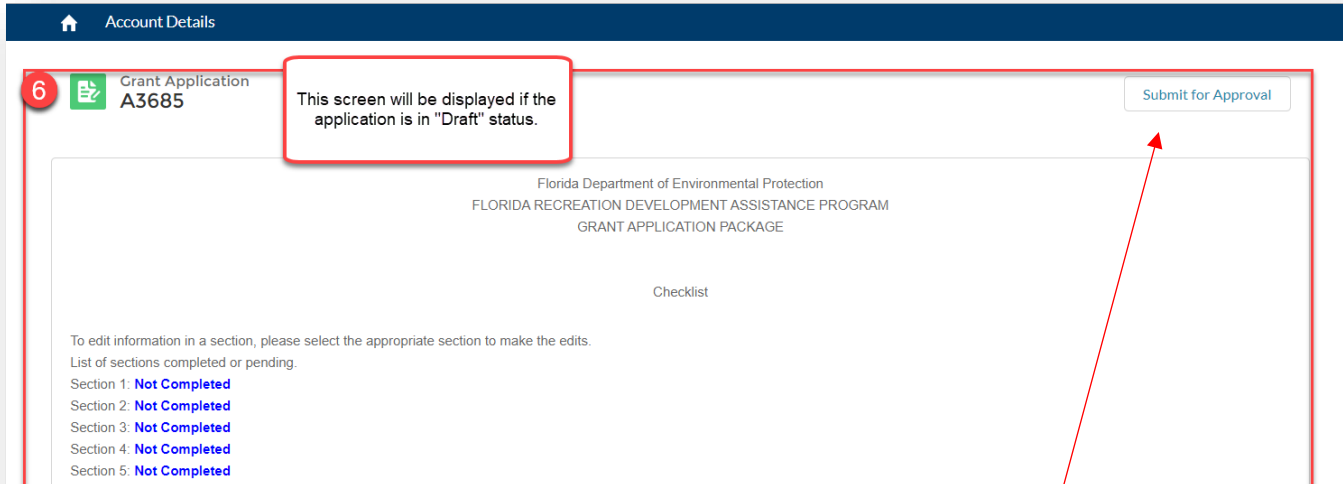 Account Details
6
Grant Application
A3685
This screen will be displayed if the
application is in "Draft" status.
Submit for Approval
Florida Department of Environmental Protection
FLORIDA RECREATION DEVELOPMENT ASSISTANCE PROGRAM
GRANT APPLICATION PACKAGE
Checklist
To edit information in a section, please select the appropriate section to make the edits.
List of sections completed or pending.
Section 1: Not Completed
Section 2: Not Completed
Section 3: Not Completed
Section 4: Not Completed
Section 5: Not Completed